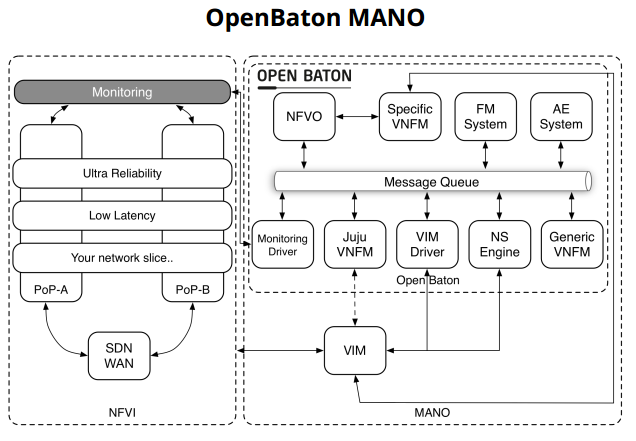 OpenBaton MANO
OPEN BATON
Monitoring
NFVO
Specific
VNFM
FM
System
AE
System
Ultra Reliability
Message Queue
Low Latency
Monitoring
Driver
Juju
VNFM
VIM
Driver
NS
Engine
Generic
VNFM
Your network slice..
Open Baton
PoP-A
PoP-B
SDN
WAN
VIM
NFVI
MANO